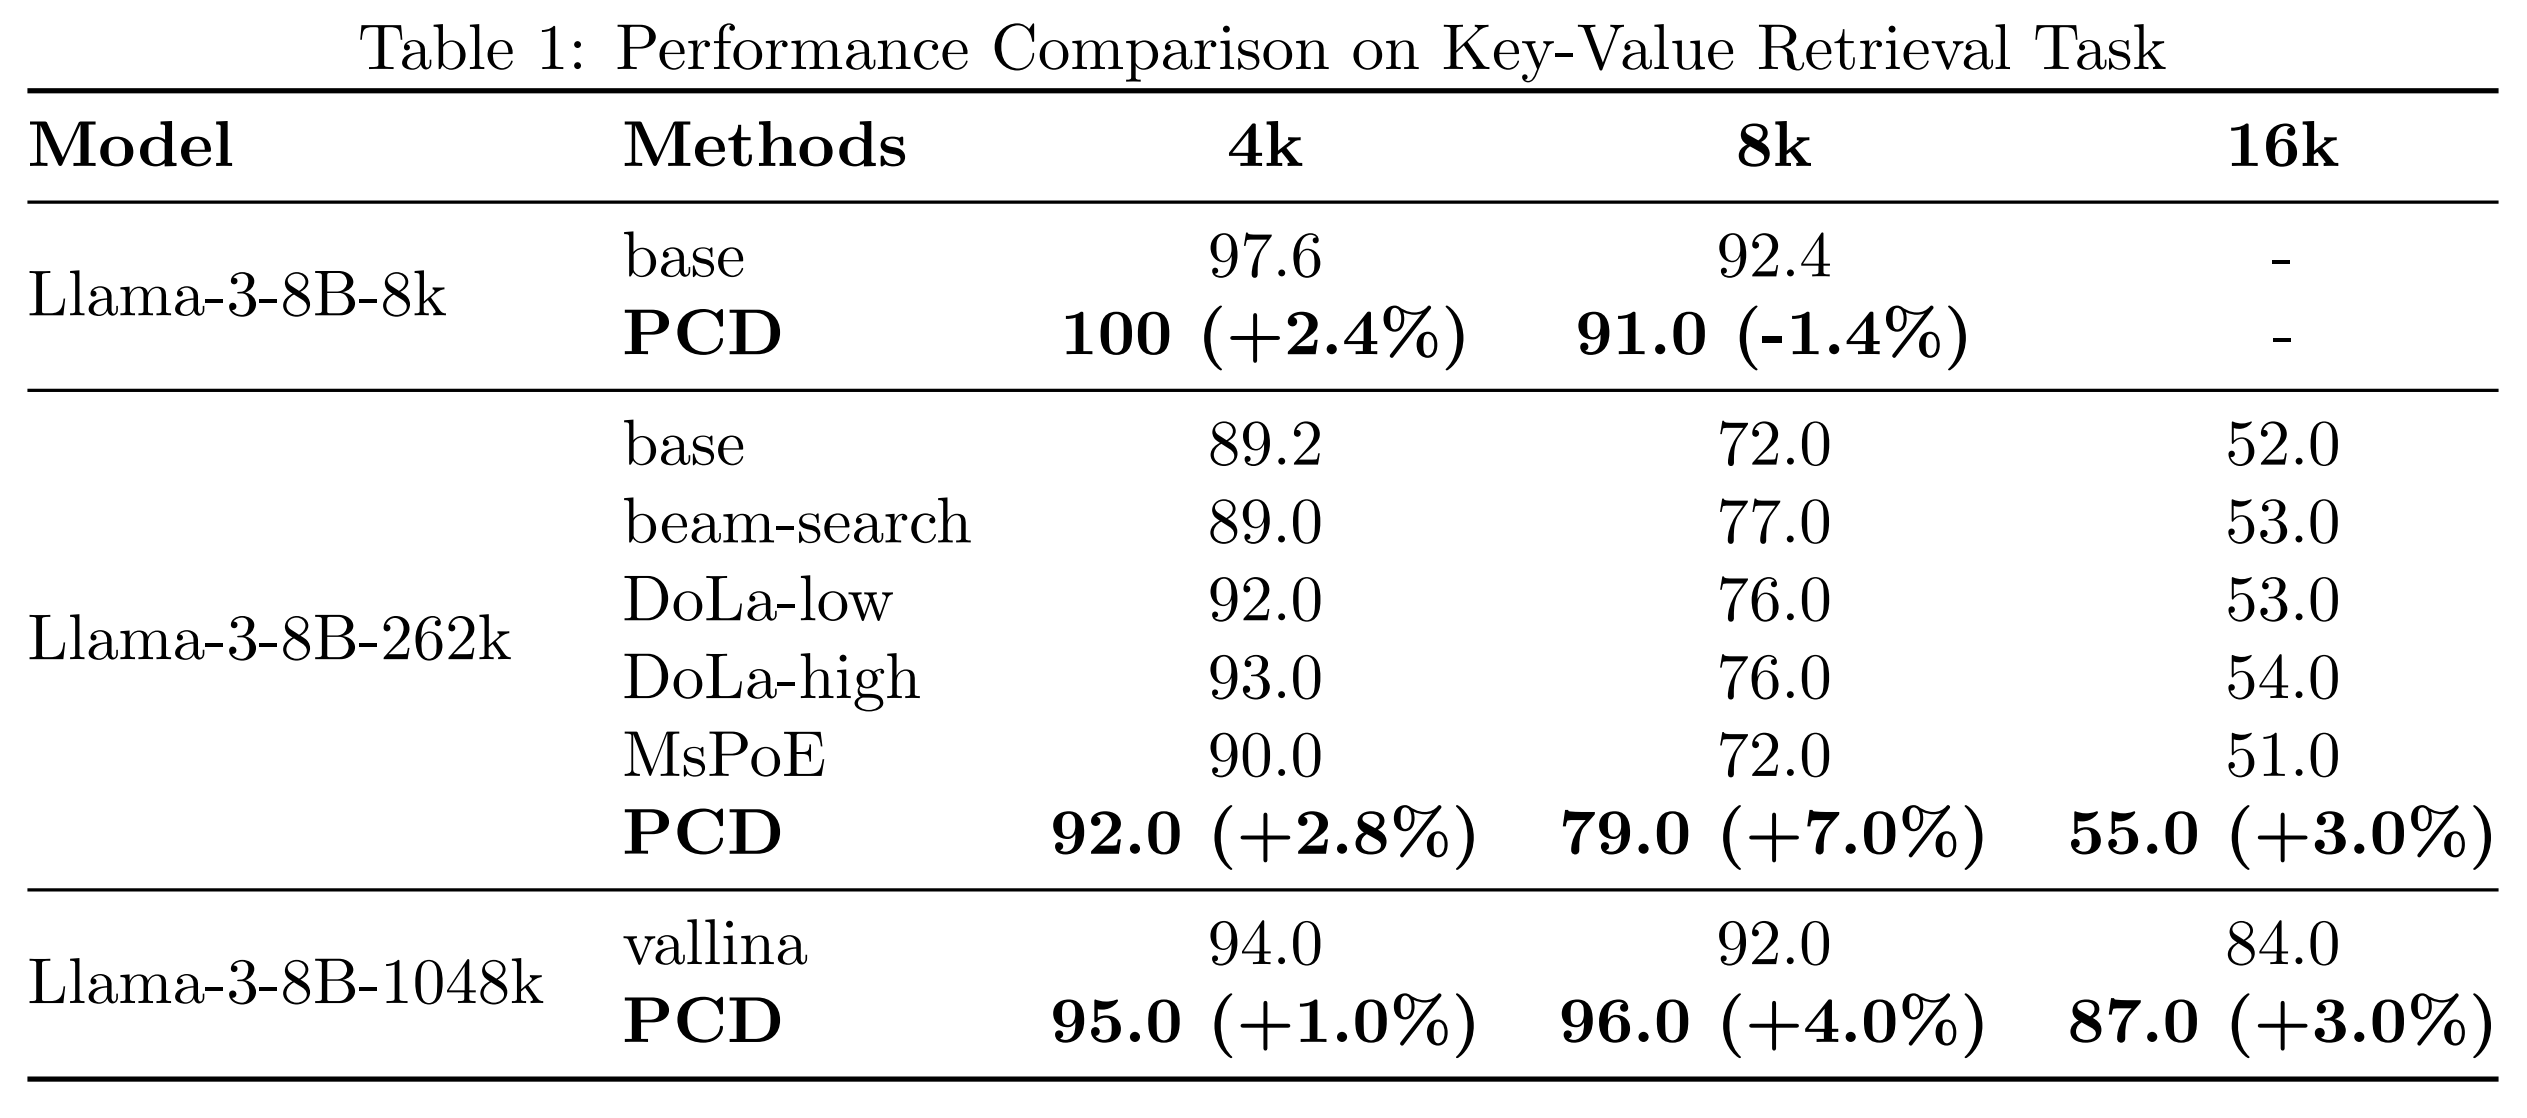 Table 1: Performance Comparison on Key-Value Retrieval Task
Model Methods 4k 8k 16k
Llama-3-8B-8k
base 97.6 92.4 -
PCD 100 (+2.4%) 91.0 (-1.4%) -
Llama-3-8B-262k
base 89.2 72.0 52.0
beam-search 89.0 77.0 53.0
DoLa-low 92.0 76.0 53.0
DoLa-high 93.0 76.0 54.0
MsPoE 90.0 72.0 51.0
PCD 92.0 (+2.8%) 79.0 (+7.0%) 55.0 (+3.0%)
Llama-3-8B-1048k
vallina 94.0 92.0 84.0
PCD 95.0 (+1.0%) 96.0 (+4.0%) 87.0 (+3.0%)